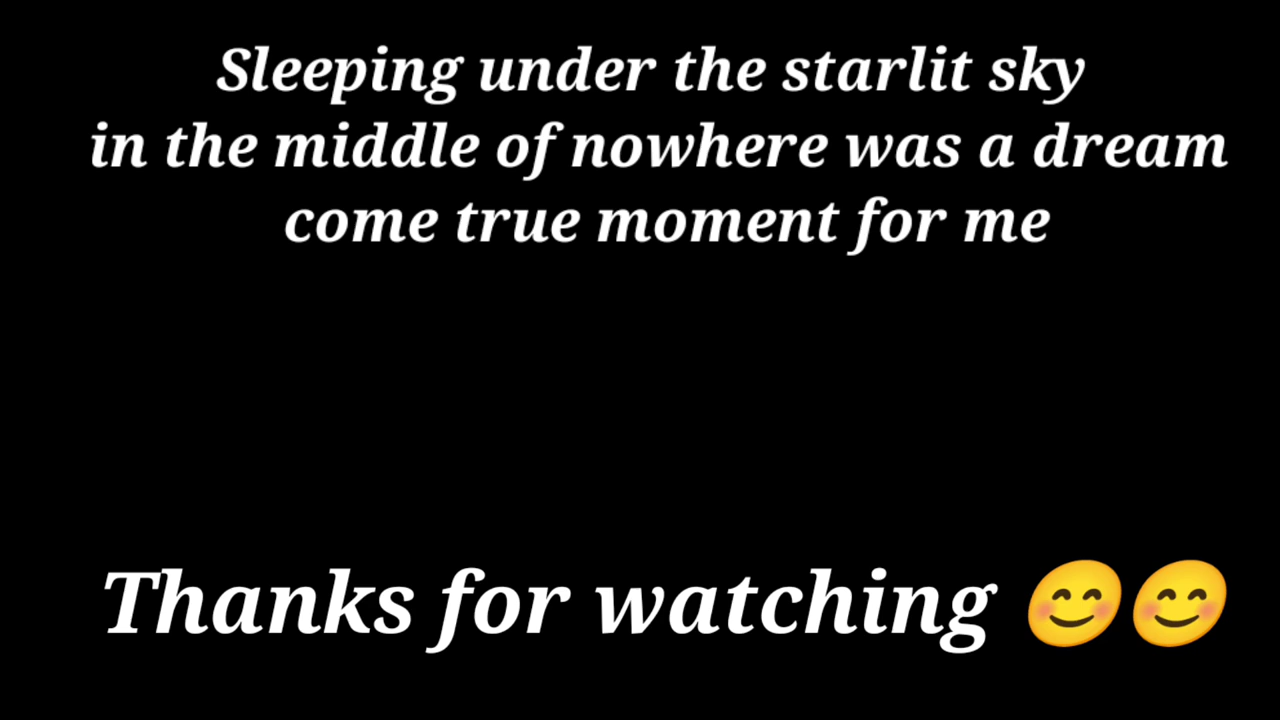 Sleeping under the starlit sky
in the middle of nowhere was a dream
come true moment for me
Thanks for watching 😊😊